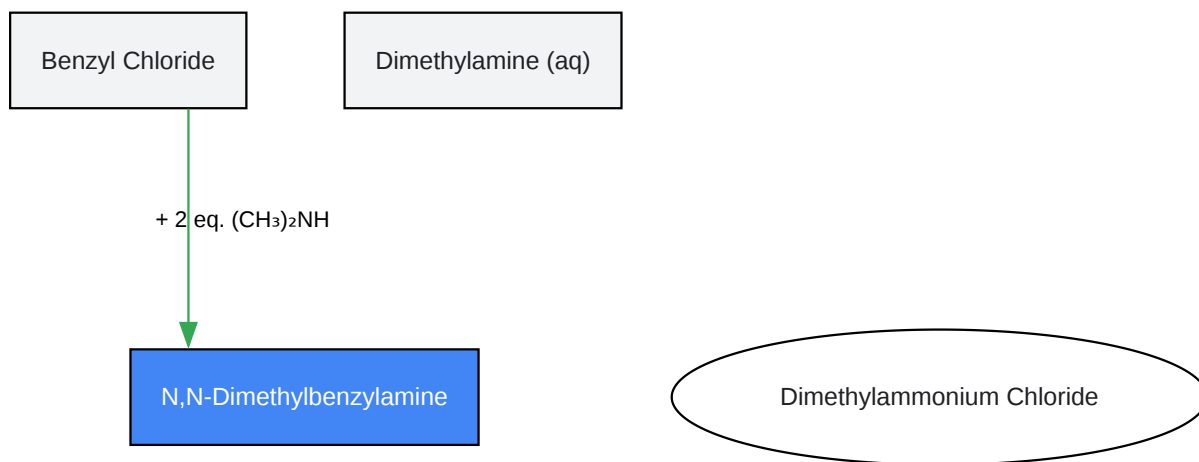 Benzyl Chloride
Dimethylamine (aq)
+ 2 eq. (CH₃)₂NH
N,N-Dimethylbenzylamine
Dimethylammonium Chloride